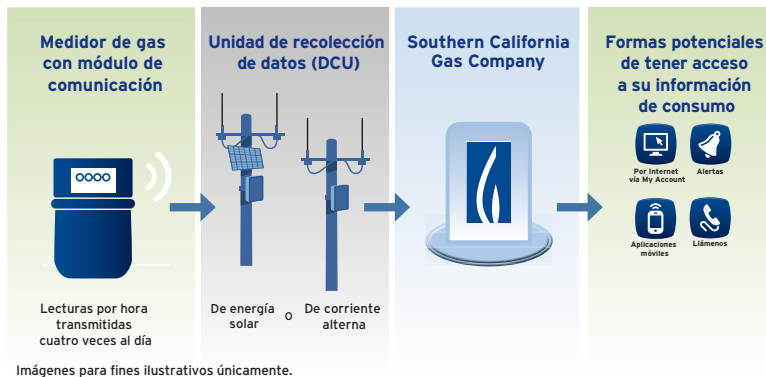 Medidor de gas
con módulo de
comunicación
Lecturas por hora
transmitidas
cuatro veces al día
Unidad de recolección
de datos (DCU)
De energía
solar
o
De corriente
alterna
Southern California
Gas Company
Formas potenciales
de tener acceso
a su información
de consumo
Por Internet
vía My Account
Alertas
Aplicaciones
móviles
Llámenos
Imágenes para fines ilustrativos únicamente.